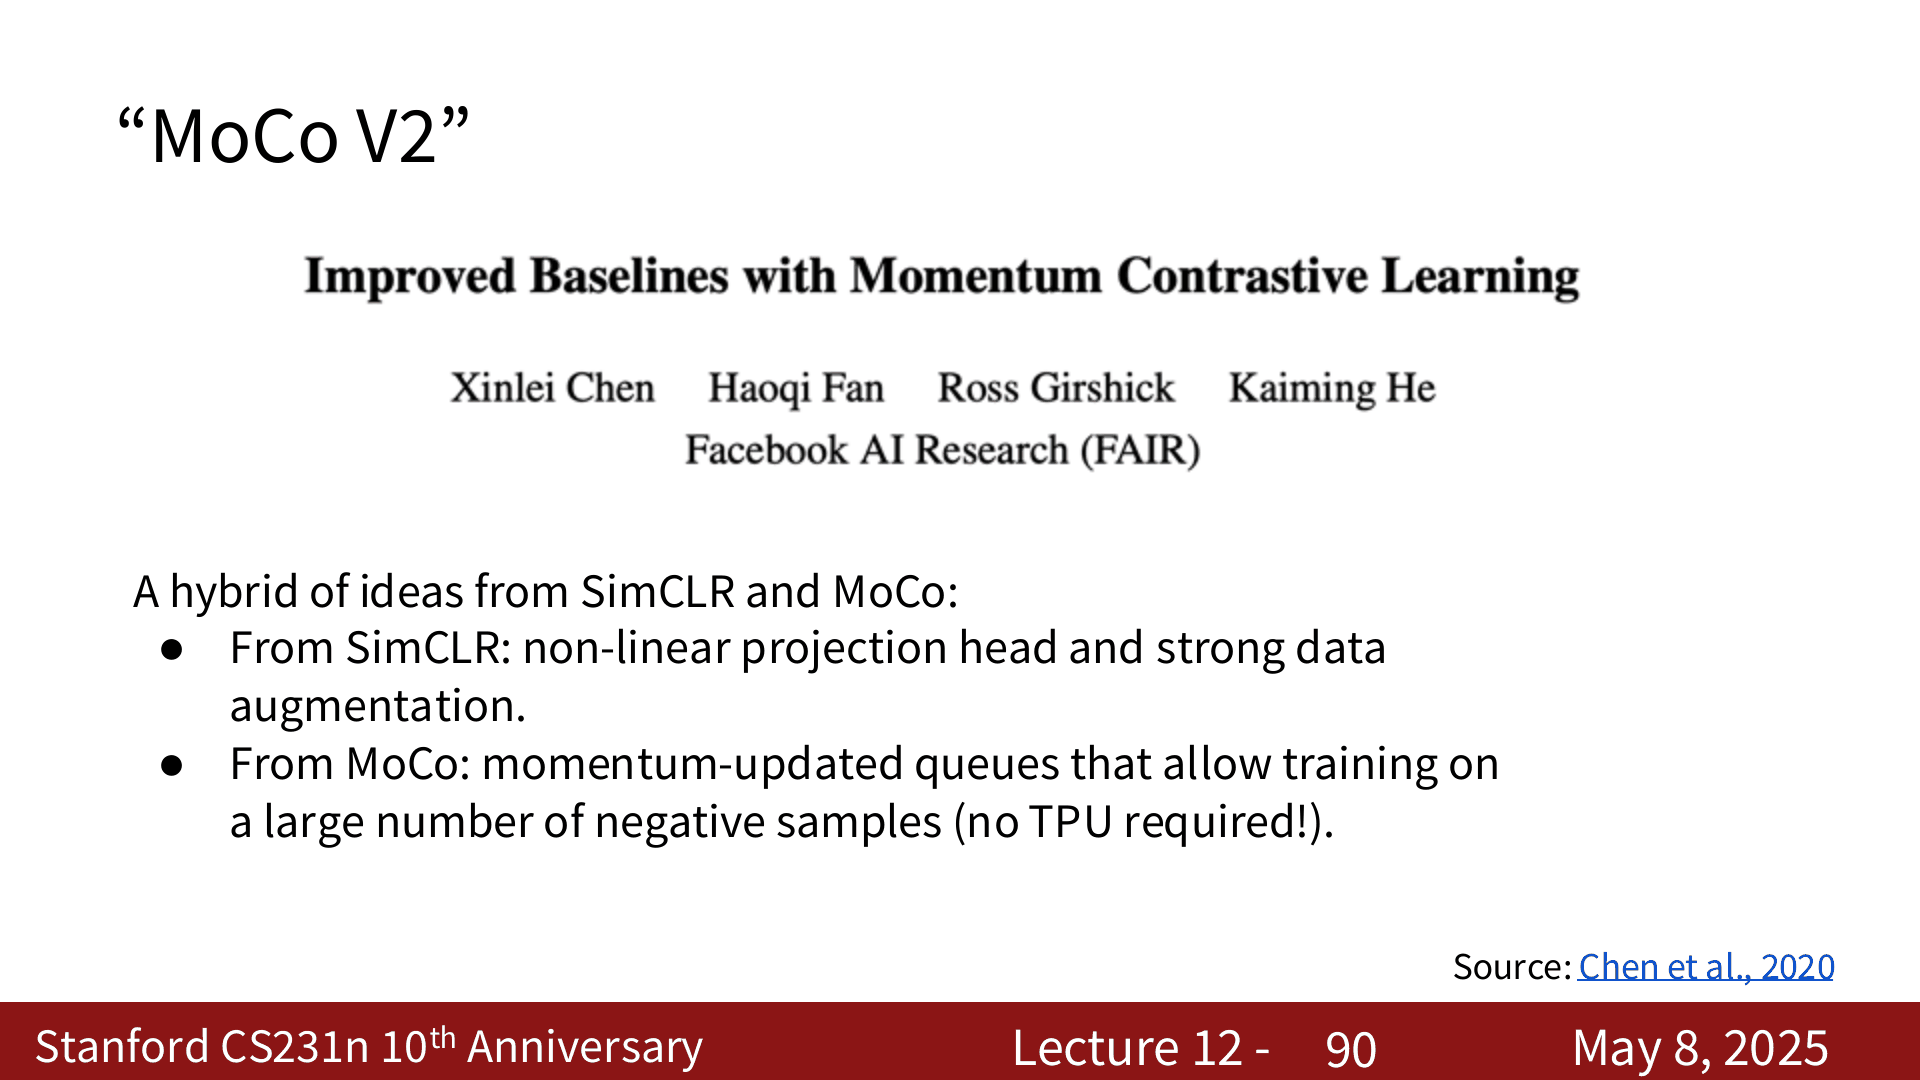 “MoCo V2”
Improved Baselines with Momentum Contrastive Learning
Xinlei Chen Haoqi Fan Ross Girshick Kaiming He
Facebook AI Research (FAIR)
A hybrid of ideas from SimCLR and MoCo:
● From SimCLR: non-linear projection head and strong data
augmentation.
● From MoCo: momentum-updated queues that allow training on
a large number of negative samples (no TPU required!).
Source: Chen et al., 2020
Stanford CS231n 10th Anniversary Lecture 12 - 90 May 8, 2025